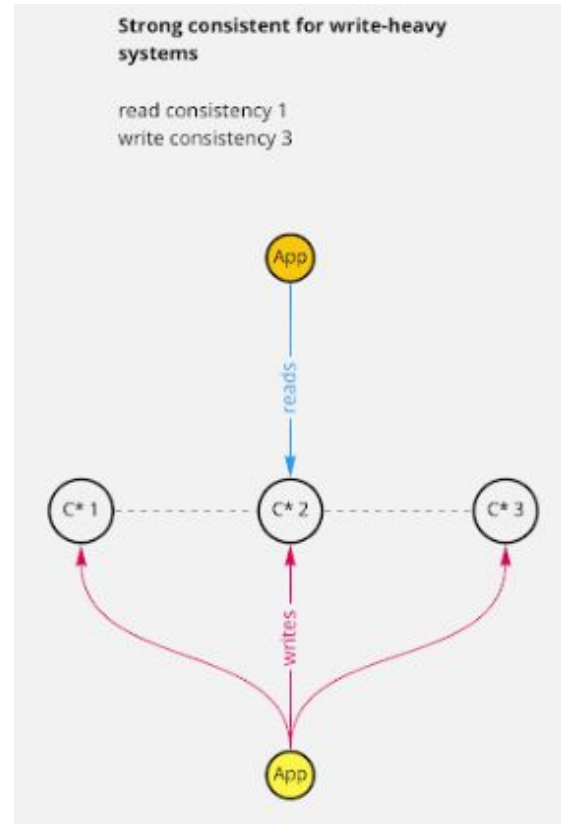 Strong consistent for write-heavy
systems
read consistency 1
write consistency 3
App
reads
C* 1
C* 2
C* 3
writes
App